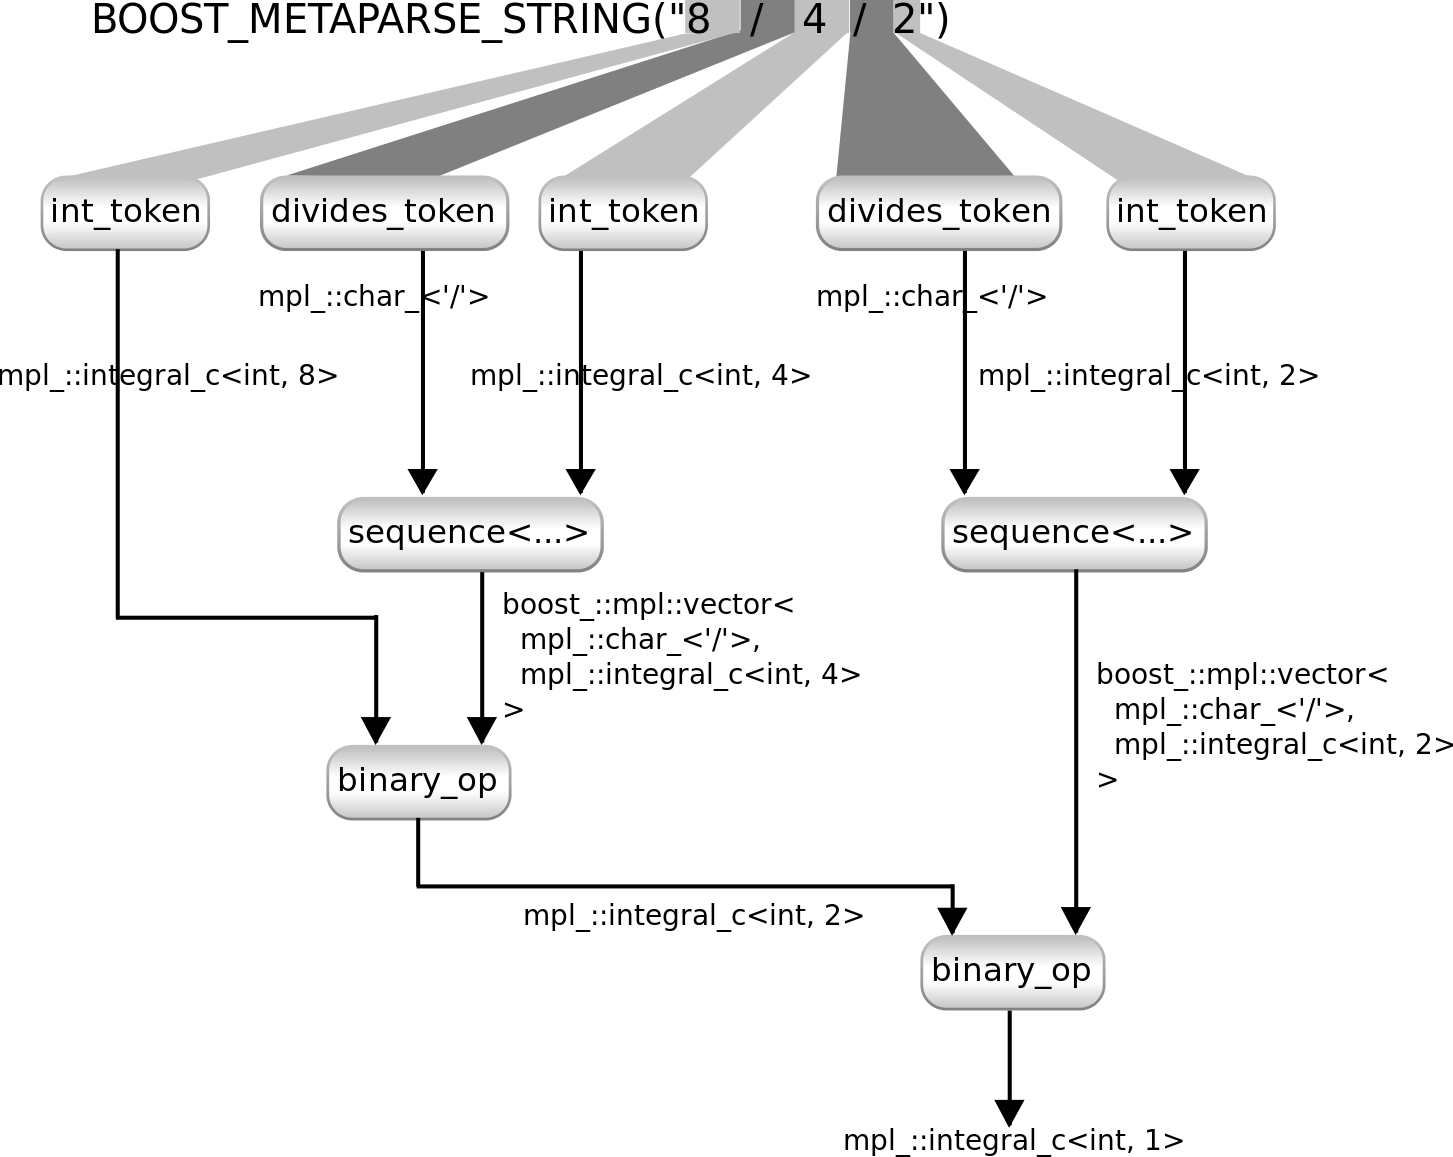 BOOST_METAPARSE_STRING("8 / 4 / 2")
int_token
divides_token
int_token
divides_token
int_token
mpl_::char_<'/'>
mpl_::char_<'/'>
mpl_::integral_c<int, 8>
mpl_::integral_c<int, 4>
mpl_::integral_c<int, 2>
sequence<...>
sequence<...>
boost_::mpl::vector<
mpl_::char_<'/'>,
mpl_::integral_c<int, 4>
>
boost_::mpl::vector<
mpl_::char_<'/'>,
mpl_::integral_c<int, 2>
>
binary_op
mpl_::integral_c<int, 2>
binary_op
mpl_::integral_c<int, 1>